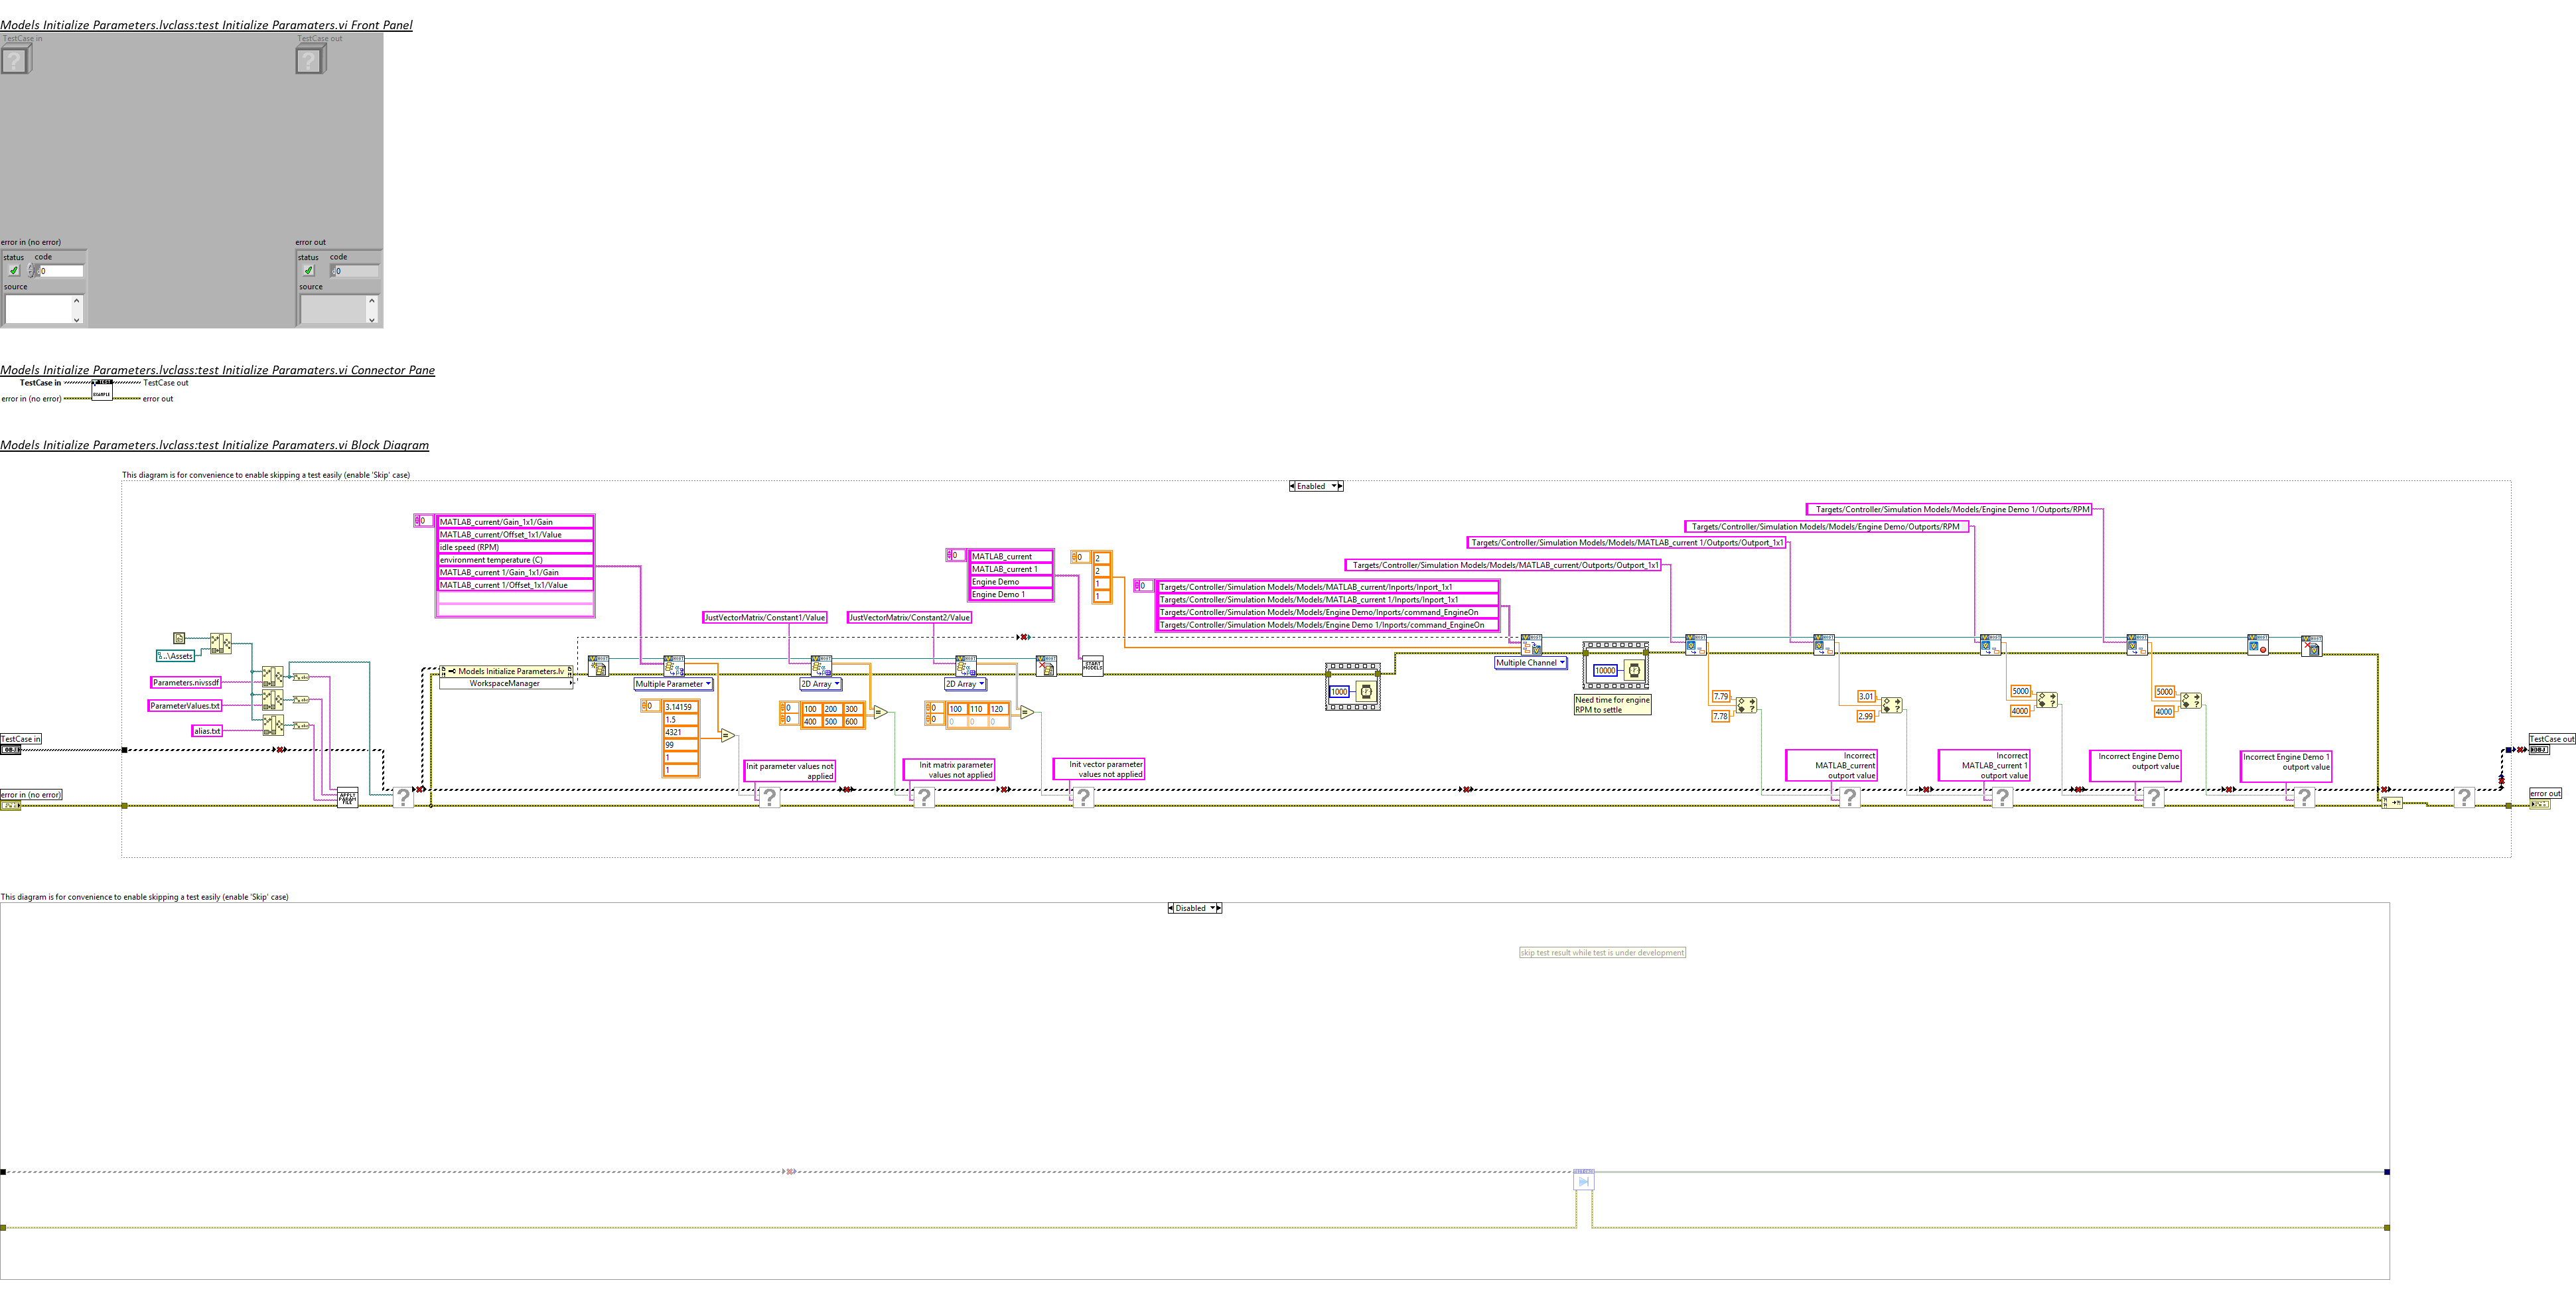 Models Initialize Parameters.lvclass:test Initialize Paramaters.vi Front Panel
TestCase in
TestCase out
error in (no error)
error out
status
code
status
code
0
0
source
source
Models Initialize Parameters.lvclass:test Initialize Paramaters.vi Connector Pane
TestCase in
TestCase out
TEST
EXAMPLE
error in (no error)
error out
Models Initialize Parameters.lvclass:test Initialize Paramaters.vi Block Diagram
This diagram is for convenience to enable skipping a test easily (enable 'Skip' case)
Enabled
0
MATLAB_current/Gain_1x1/Gain
MATLAB_current/Offset_1x1/Value
idle speed (RPM)
environment temperature (C)
MATLAB_current 1/Gain_1x1/Gain
MATLAB_current 1/Offset_1x1/Value
0
MATLAB_current
MATLAB_current 1
Engine Demo
Engine Demo 1
0
2
2
1
1
Targets/Controller/Simulation Models/Models/Engine Demo 1/Outports/RPM
Targets/Controller/Simulation Models/Models/Engine Demo/Outports/RPM
Targets/Controller/Simulation Models/Models/MATLAB_current 1/Outports/Output_1x1
Targets/Controller/Simulation Models/Models/MATLAB_current/Outports/Output_1x1
0
Targets/Controller/Simulation Models/Models/MATLAB_current/Inports/Inport_1x1
Targets/Controller/Simulation Models/Models/MATLAB_current 1/Inports/Inport_1x1
Targets/Controller/Simulation Models/Models/Engine Demo/Inports/command_EngineOn
Targets/Controller/Simulation Models/Models/Engine Demo 1/Inports/command_EngineOn
JustVectorMatrix/Constant1/Value
JustVectorMatrix/Constant2/Value
..\Assets
Parameters.nivssdf
ParameterValues.txt
alias.txt
Models Initialize Parameters.lv
WorkspaceManager
START
MODELS
Multiple Parameter
2D Array
2D Array
Multiple Channel
1000
10000
Need time for engine
RPM to settle
0
3.14159
1.5
4321
99
1
1
0
0
100 200 300
400 500 600
0
0
100 110 120
0 0 0
7.79
7.78
3.01
2.99
5000
4000
5000
4000
Init parameter values not
applied
Init matrix parameter
values not applied
Init vector parameter
values not applied
Incorrect
MATLAB_current
outport value
Incorrect
MATLAB_current 1
outport value
Incorrect Engine Demo
outport value
Incorrect Engine Demo 1
outport value
TestCase in
TestCase out
error in (no error)
error out
APPLY
PARAM
FILE
This diagram is for convenience to enable skipping a test easily (enable 'Skip' case)
Disabled
skip test result while test is under development